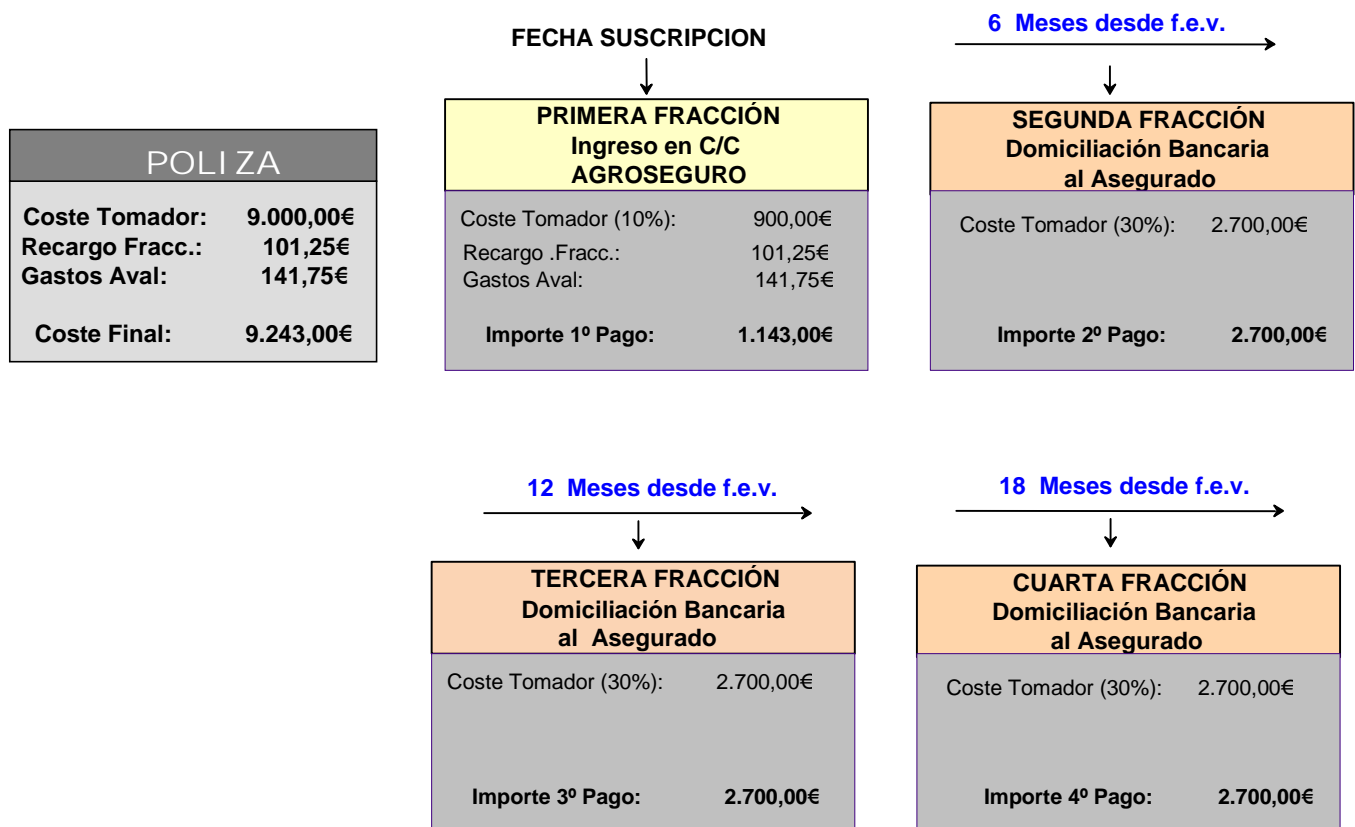 POLIZA
Coste Tomador: 9.000,00€
Recargo Fracc.: 101,25€
Gastos Aval: 141,75€
Coste Final: 9.243,00€
FECHA SUSCRIPCION
PRIMERA FRACCIÓN
Ingreso en C/C
AGROSEGURO
Coste Tomador (10%): 900,00€
Recargo .Fracc.: 101,25€
Gastos Aval: 141,75€
Importe 1º Pago: 1.143,00€
6 Meses desde f.e.v.
SEGUNDA FRACCIÓN
Domiciliación Bancaria
al Asegurado
Coste Tomador (30%): 2.700,00€
Importe 2º Pago: 2.700,00€
12 Meses desde f.e.v.
TERCERA FRACCIÓN
Domiciliación Bancaria
al Asegurado
Coste Tomador (30%): 2.700,00€
Importe 3º Pago: 2.700,00€
18 Meses desde f.e.v.
CUARTA FRACCIÓN
Domiciliación Bancaria
al Asegurado
Coste Tomador (30%): 2.700,00€
Importe 4º Pago: 2.700,00€